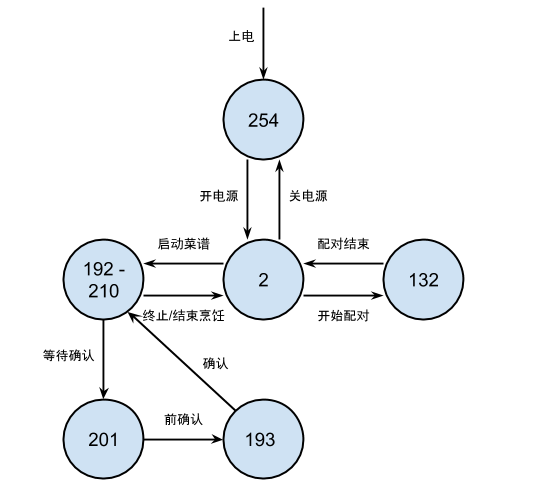 上电
254
开电源
关电源
启动菜谱
配对结束
192 -
210
2
132
终止/结束烹饪
开始配对
等待确认
确认
前确认
201
193